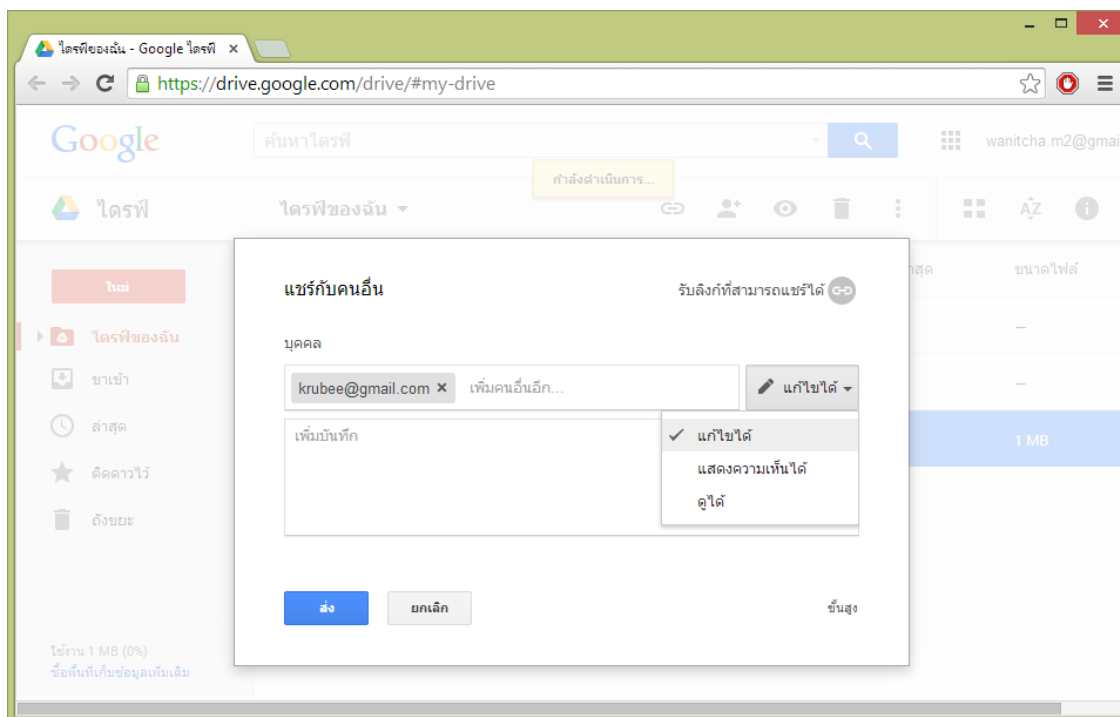 ไดรฟ์ของฉัน - Google ไดรฟ์
https://drive.google.com/drive/#my-drive
Google
ค้นหาไดรฟ์
wanitcha.m2@gmai
กำลังดำเนินการ...
ไดรฟ์
ไดรฟ์ของฉัน
AZ
ใหม่
ไดรฟ์ของฉัน
ขาเข้า
ล่าสุด
ติดดาวไว้
ถังขยะ
ใช้งาน 1 MB (0%)
ซื้อพื้นที่เก็บข้อมูลเพิ่มเติม
าสุด
ขนาดไฟล์
—
—
1 MB
แชร์กับคนอื่น
รับลิงก์ที่สามารถแชร์ได้
บุคคล
krubee@gmail.com
เพิ่มคนอื่นอีก...
แก้ไขได้
เพิ่มบันทึก
แก้ไขได้
แสดงความเห็นได้
ดูได้
ส่ง
ยกเลิก
ขั้นสูง